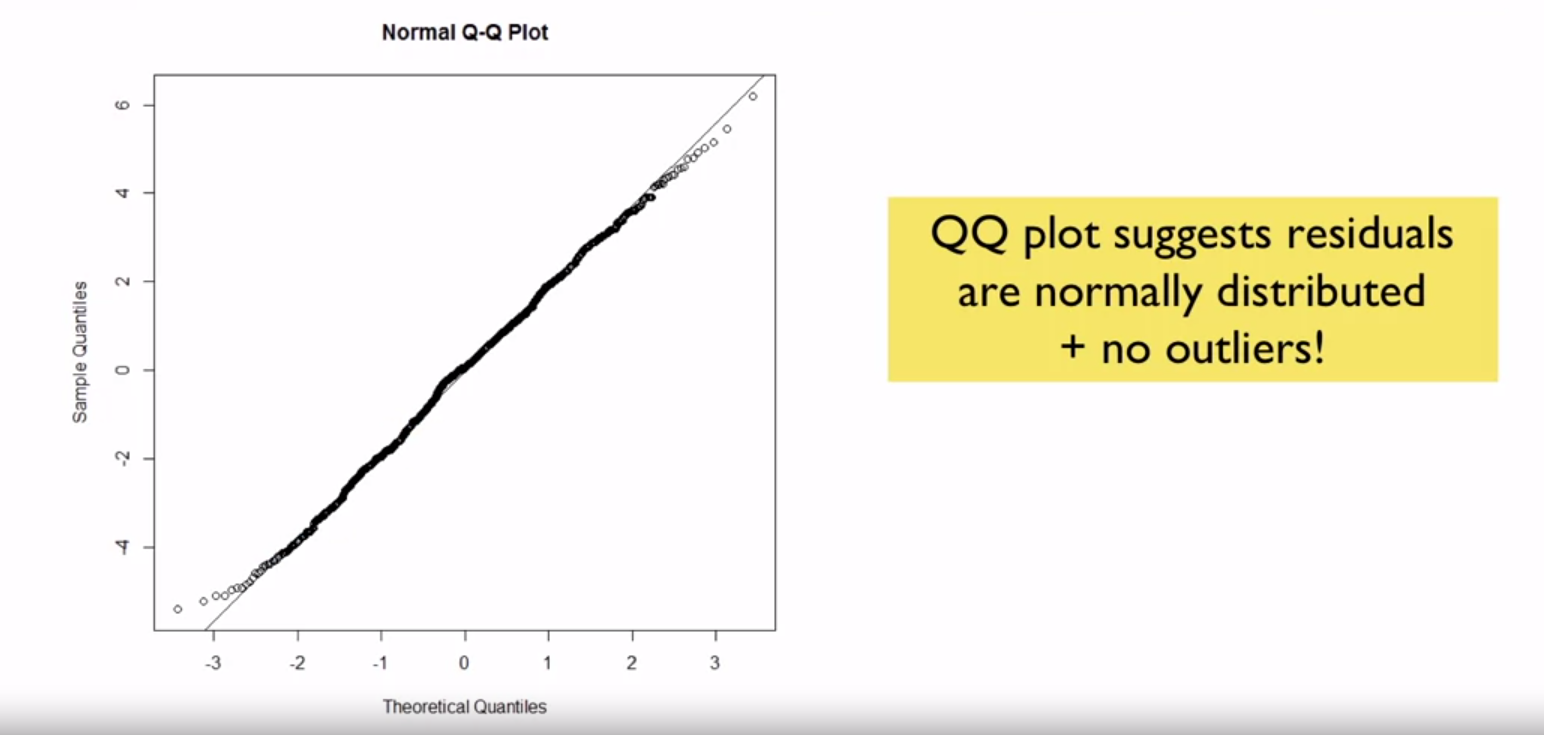 Normal Q-Q Plot
6
4
2
0
-2
-4
Sample Quantiles
-3 -2 -1 0 1 2 3
Theoretical Quantiles
QQ plot suggests residuals
are normally distributed
+ no outliers!